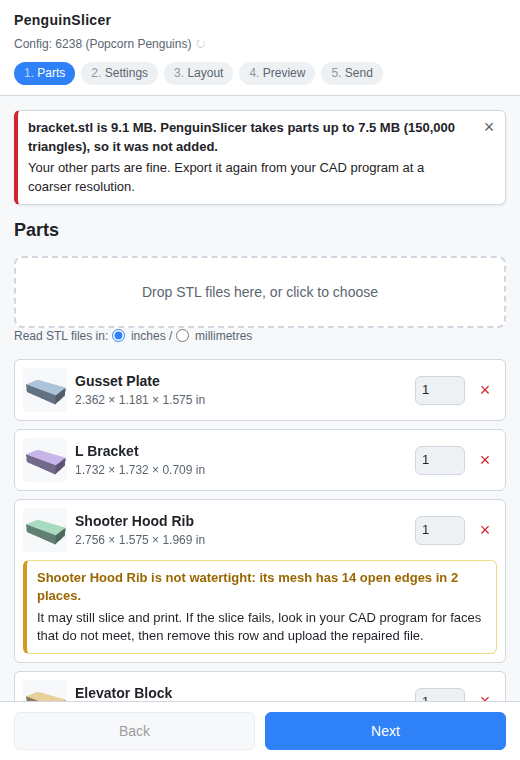 PenguinSlicer
Config: 6238 (Popcorn Penguins)
1. Parts
2. Settings
3. Layout
4. Preview
5. Send
bracket.stl is 9.1 MB. PenguinSlicer takes parts up to 7.5 MB (150,000
triangles), so it was not added.
×
Your other parts are fine. Export it again from your CAD program at a
coarser resolution.
Parts
Drop STL files here, or click to choose
Read STL files in: inches / millimetres
Gusset Plate
2.362 × 1.181 × 1.575 in
1
×
L Bracket
1.732 × 1.732 × 0.709 in
1
×
Shooter Hood Rib
2.756 × 1.575 × 1.969 in
1
×
Shooter Hood Rib is not watertight: its mesh has 14 open edges in 2
places.
It may still slice and print. If the slice fails, look in your CAD program for faces
that do not meet, then remove this row and upload the repaired file.
Elevator Block
1
×
Back
Next